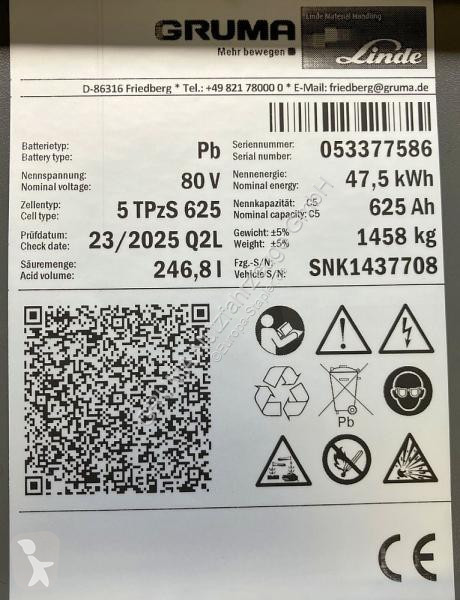 GRUMA
Mehr bewegen
Linde Material Handling
Linde
D-86316 Friedberg * Tel.: +49 821 78000 0 * E-Mail: friedberg@gruma.de
Batterietyp:
Battery type:
Pb
Seriennummer:
Serial number:
053377586
Nennspannung:
Nominal voltage:
80 V
Nennenergie:
Nominal energy:
47,5 kWh
Zellentyp:
Cell type:
5 TPzS 625
Nennkapazität: C5
Nominal capacity: C5
625 Ah
Prüfdatum:
Check date:
23/2025 Q2L
Gewicht: ±5%
Weight: ±5%
1458 kg
Säuremenge:
Acid volume:
246,8 l
Fzg.-S/N:
Vehicle S/N:
SNK1437708
Pb
CE